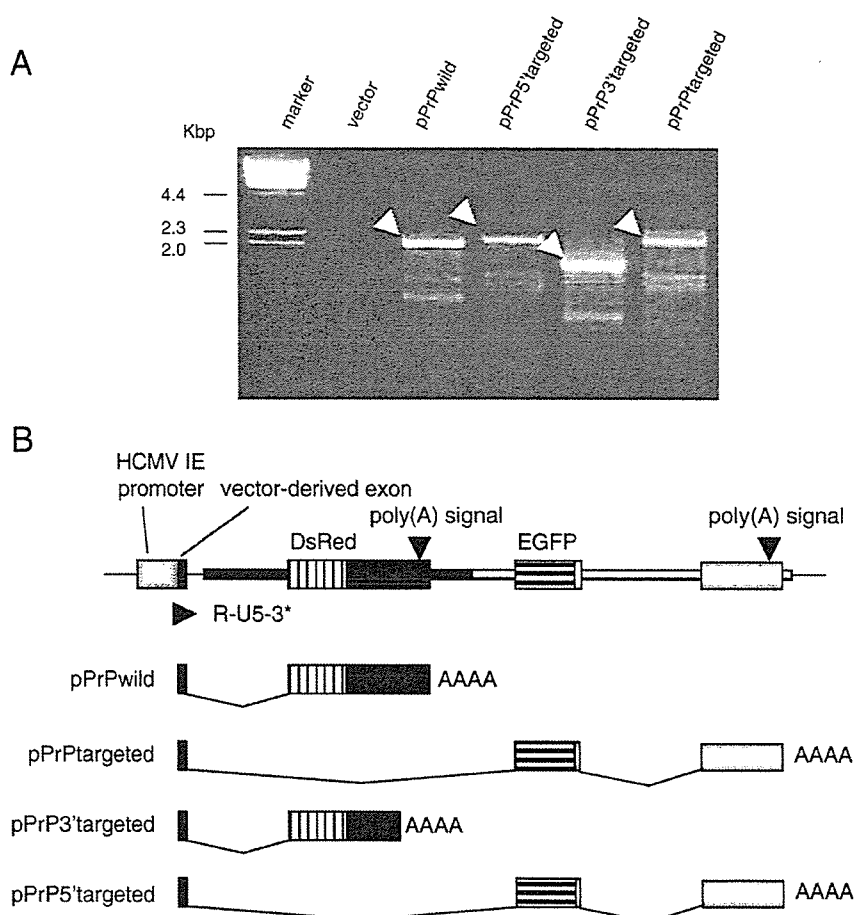 A
marker
vector
pPrPwild
pPrP5'targeted
pPrP3'targeted
pPrPtargeted
Kbp
4.4
2.3
2.0
B
HCMV IE
promoter
vector-derived exon
poly(A) signal
poly(A) signal
DsRed
EGFP
R-U5-3*
pPrPwild
AAAA
pPrPtargeted
AAAA
pPrP3'targeted
AAAA
pPrP5'targeted
AAAA